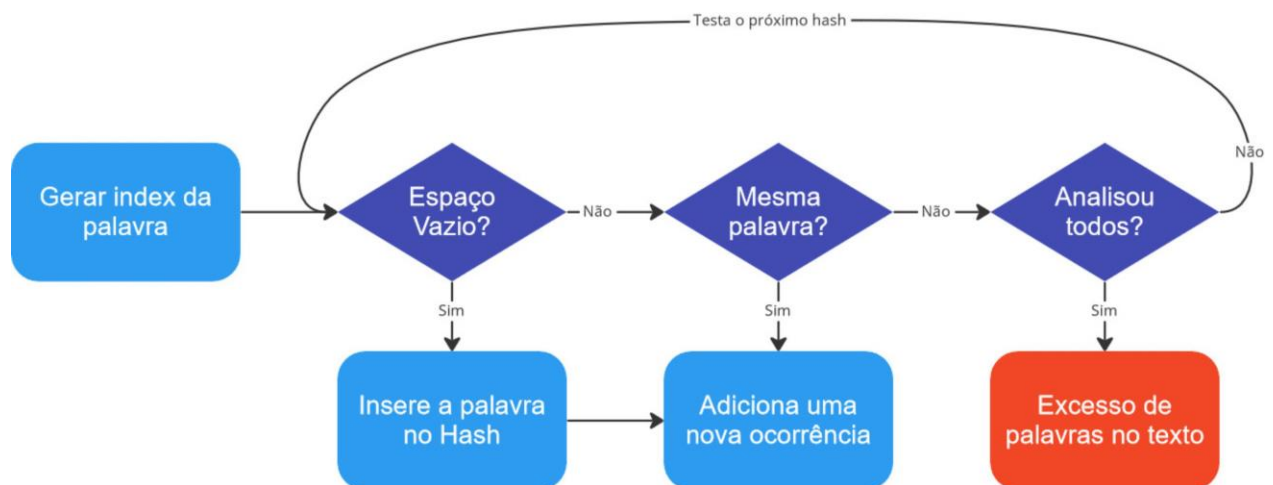 Testa o próximo hash
Gerar index da
palavra
Espaço
Vazio?
Não
Mesma
palavra?
Não
Analisou
todos?
Não
Sim
Sim
Sim
Insere a palavra
no Hash
Adiciona uma
nova ocorrência
Excesso de
palavras no texto